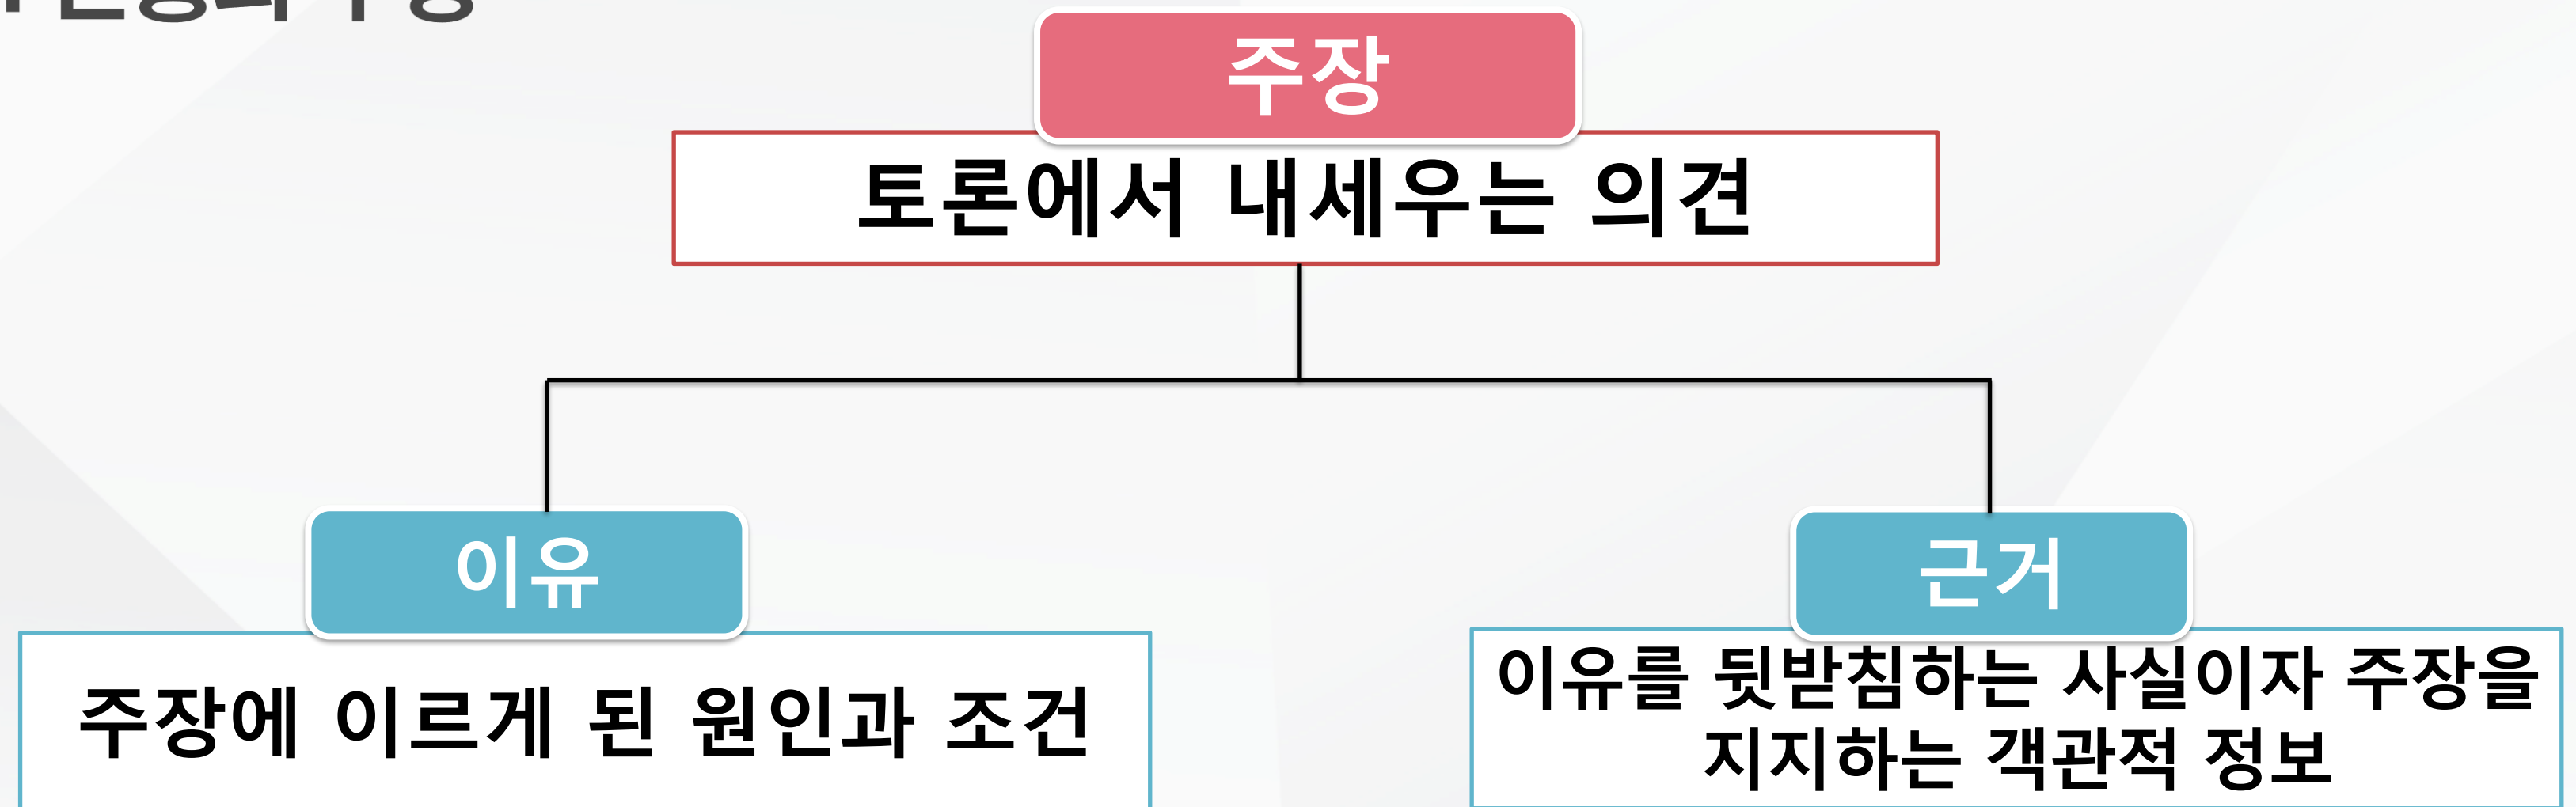 주장
토론에서 내세우는 의견
이유
근거
주장에 이르게 된 원인과 조건
이유를 뒷받침하는 사실이자 주장을
지지하는 객관적 정보